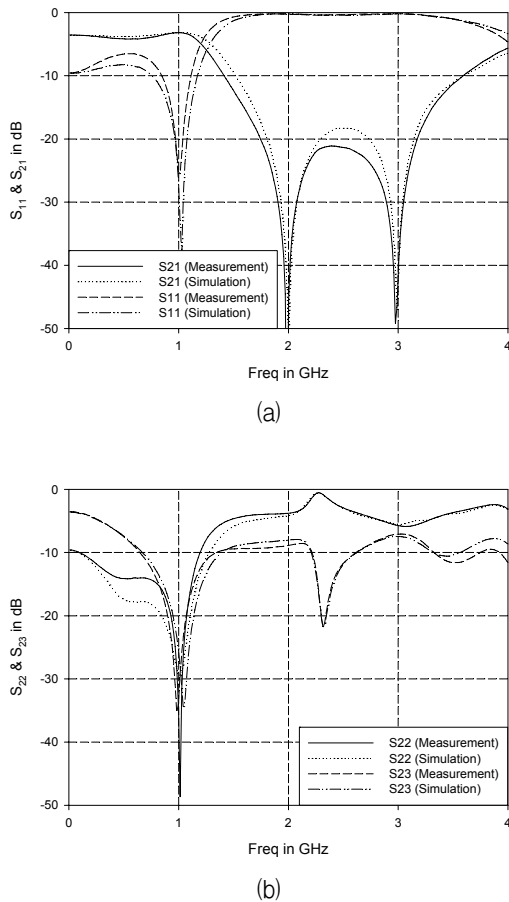 0
-10
-20
-30
-40
-50
S11 & S21 in dB
S21 (Measurement)
S21 (Simulation)
S11 (Measurement)
S11 (Simulation)
0 1 2 3 4
Freq in GHz
(a)
0
-10
-20
-30
-40
-50
S22 & S23 in dB
S22 (Measurement)
S22 (Simulation)
S23 (Measurement)
S23 (Simulation)
0 1 2 3 4
Freq in GHz
(b)